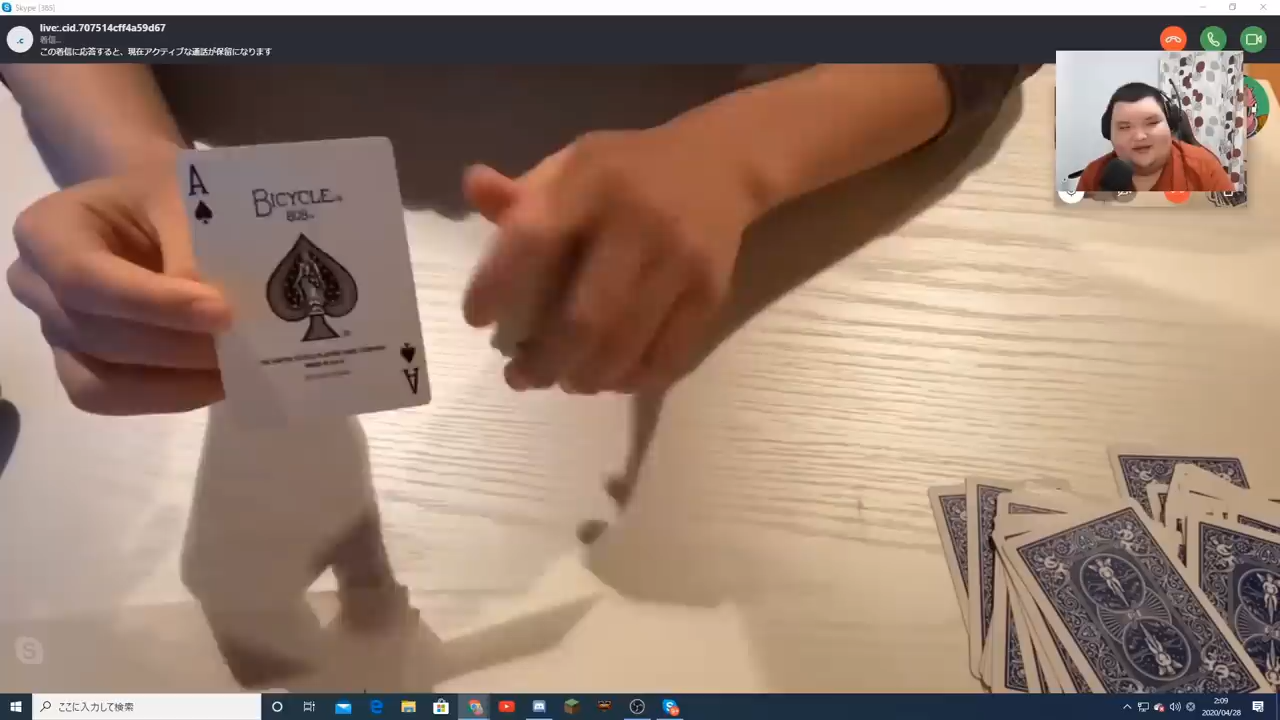 Skype [365]
live:.cid.707514cff4a59d67
.c
着信...
この着信に応答すると、現在アクティブな通話が保留になります
A
BICYCLE
808
A
S
ここに入力して検索
2:09
2020/04/28